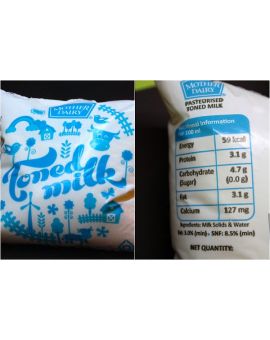 MOTHER
DAIRY
Toned
milk
MOTHER
DAIRY
PASTEURISED
TONED MILK
Information
100 ml
Energy 59 kcal
Protein 3.1 g
Carbohydrate 4.7 g
(Sugar) (0.0 g)
Fat 3.1 g
Calcium 127 mg
Ingredients: Milk Solids & Water
Fat 3.0% (min), SNF: 8.5% (min)
NET QUANTITY: